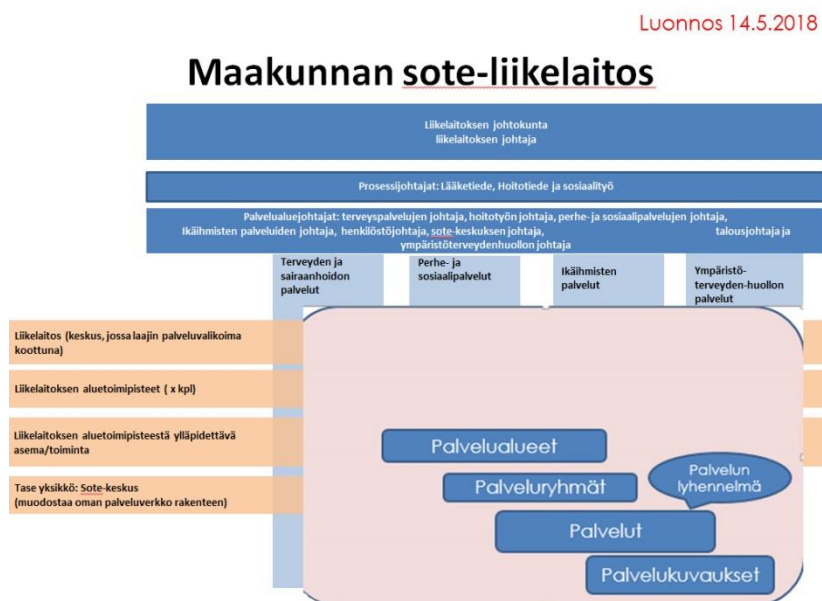 Luonnos 14.5.2018
Maakunnan sote-liikelaitos
Liikelaitoksen johtokunta
liikelaitoksen johtaja
Prosessijohtajat: Lääketiede, Hoitotiede ja sosiaalityö
Palvelualuejohtajat: terveyspalvelujen johtaja, hoitotyön johtaja, perhe- ja sosiaalipalvelujen johtaja,
Ikäihmisten palveluiden johtaja, henkilöstöjohtaja, sote-keskuksen johtaja, talousjohtaja ja
ympäristöterveydenhuollon johtaja
Terveyden ja
sairaanhoidon
palvelut
Perhe- ja
sosiaalipalvelut
Ikäihmisten
palvelut
Ympäristö-
terveyden-huollon
palvelut
Liikelaitos (keskus, jossa laajin palveluvalikoima
koottuna)
Liikelaitoksen aluetoimipisteet ( x kpl)
Liikelaitoksen aluetoimipisteestä ylläpidettävä
asema/toiminta
Tase yksikkö: Sote-keskus
(muodostaa oman palveluverkko rakenteen)
Palvelualueet
Palveluryhmät
Palvelun
lyhennelmä
Palvelut
Palvelukuvaukset